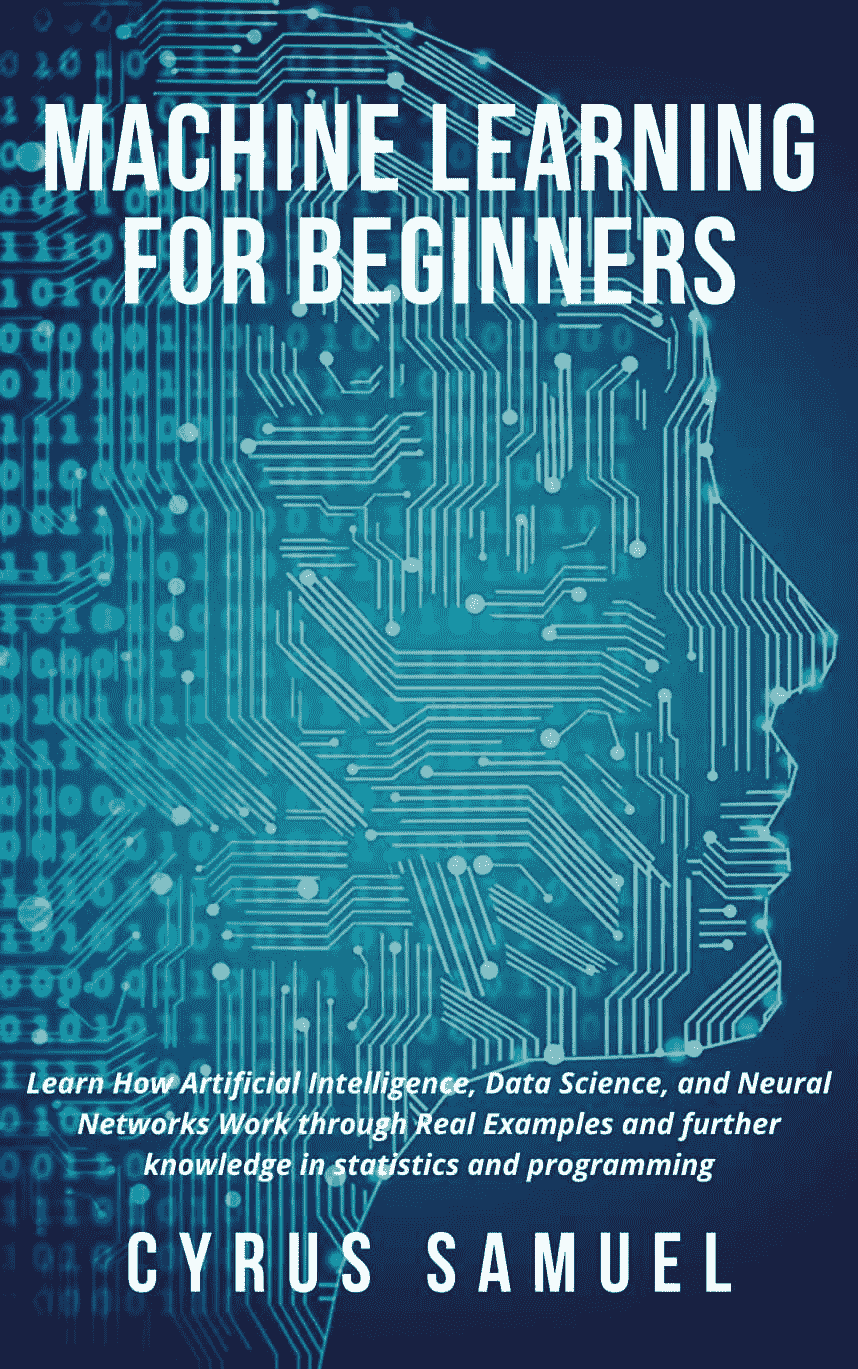 MACHINE LEARNING
FOR BEGINNERS
Learn How Artificial Intelligence, Data Science, and Neural
Networks Work through Real Examples and further
knowledge in statistics and programming
CYRUS SAMUEL